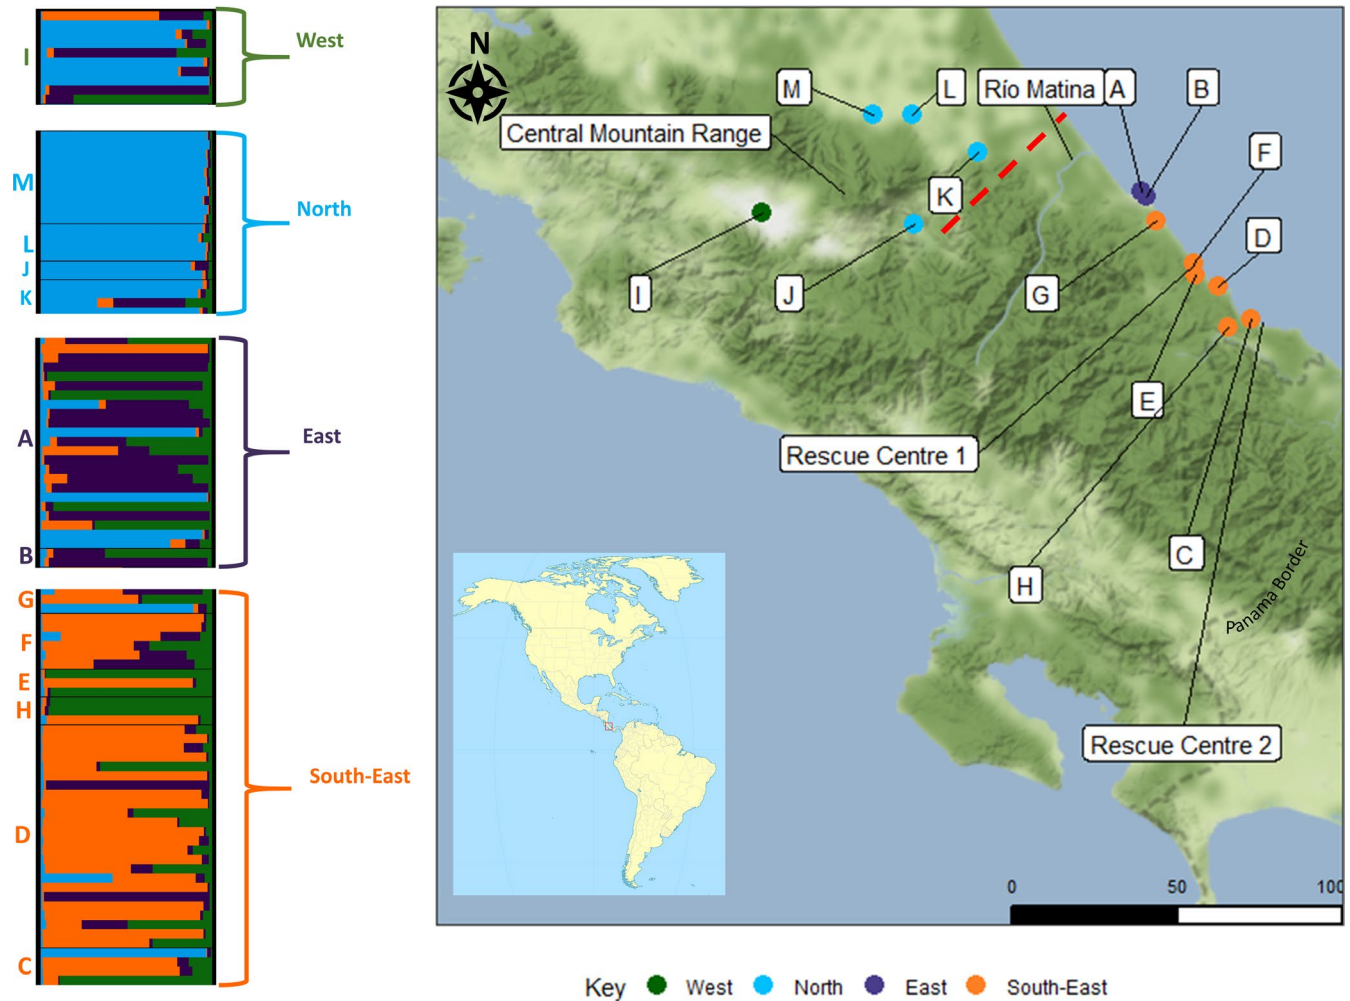 I
West
M
L
J
K
North
A
B
East
G
F
E
H
D
C
South-East
N
M
L
Río Matina
A
B
Central Mountain Range
F
K
D
I
J
G
E
Rescue Centre 1
C
H
Panama Border
Rescue Centre 2
0 50 100
Key West North East South-East